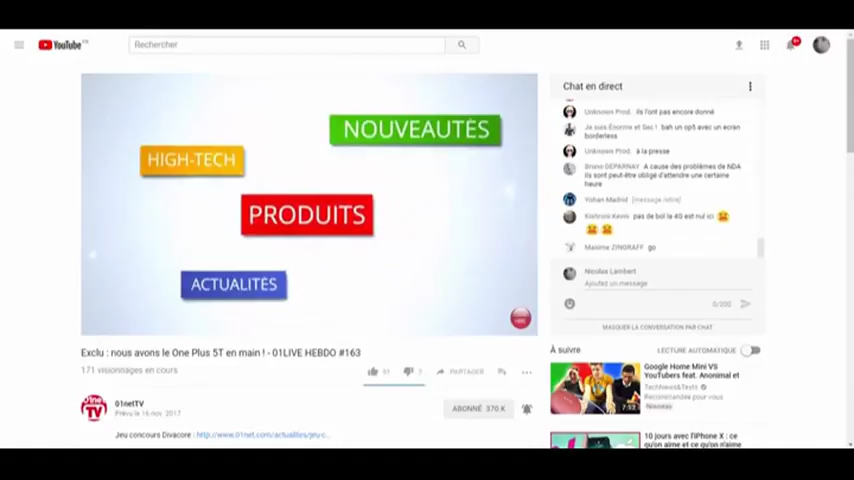 YouTube FR
Rechercher
9+
NOUVEAUTÉS
HIGH-TECH
PRODUITS
ACTUALITÉS
Exclu : nous avons le One Plus 5T en main ! - 01LIVE HEBDO #163
171 visionnages en cours
PARTAGER
01netTV
Prévu le 16 nov. 2017
ABONNÉ 370 K
Jeu concours Divacore : http://www.01net.com/actualites/jeu-c...
Chat en direct
Unknown Prod. ils l'ont pas encore donné
Je suis Énorme et Sec ! bah un op5 avec un ecran
borderless
Unknown Prod. à la presse
Bruno DEPARNAY A cause des problèmes de NDA
ils sont peut-être obligé d'attendre une certaine
heure
Yohan Madrid [message retiré]
pas de bol la 4G est nul ici
Maxime ZINGRAFF go
Nicolas Lambert
Ajoutez un message
0/200
MASQUER LA CONVERSATION PAR CHAT
À suivre
LECTURE AUTOMATIQUE
Google Home Mini VS
YouTubers feat. Anonimal et
TechNews&Tests
Recommandée pour vous
Nouveau
7:53
10 jours avec l'iPhone X : ce
qu'on aime et ce qu'on n'aime